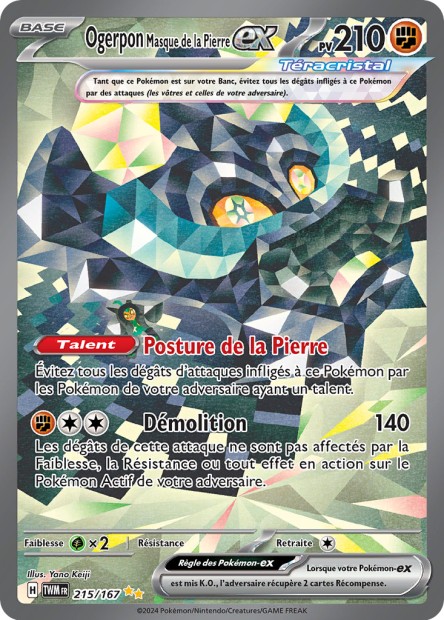 BASE Ogerpon Masque de la Pierre ex PV 210
Téracristal
Tant que ce Pokémon est sur votre Banc, évitez tous les dégâts infligés à ce Pokémon
par des attaques (les vôtres et celles de votre adversaire).
Talent Posture de la Pierre
Évitez tous les dégâts d'attaques infligés à ce Pokémon par
les Pokémon de votre adversaire ayant un talent.
Démolition 140
Les dégâts de cette attaque ne sont pas affectés par la
Faiblesse, la Résistance ou tout effet en action sur le
Pokémon Actif de votre adversaire.
Faiblesse ×2 Résistance Retraite
Illus. Yano Keiji
Règle des Pokémon-ex Lorsque votre Pokémon-ex
est mis K.O., l'adversaire récupère 2 cartes Récompense.
H TWM FR 215/167
©2024 Pokémon/Nintendo/Creatures/GAME FREAK